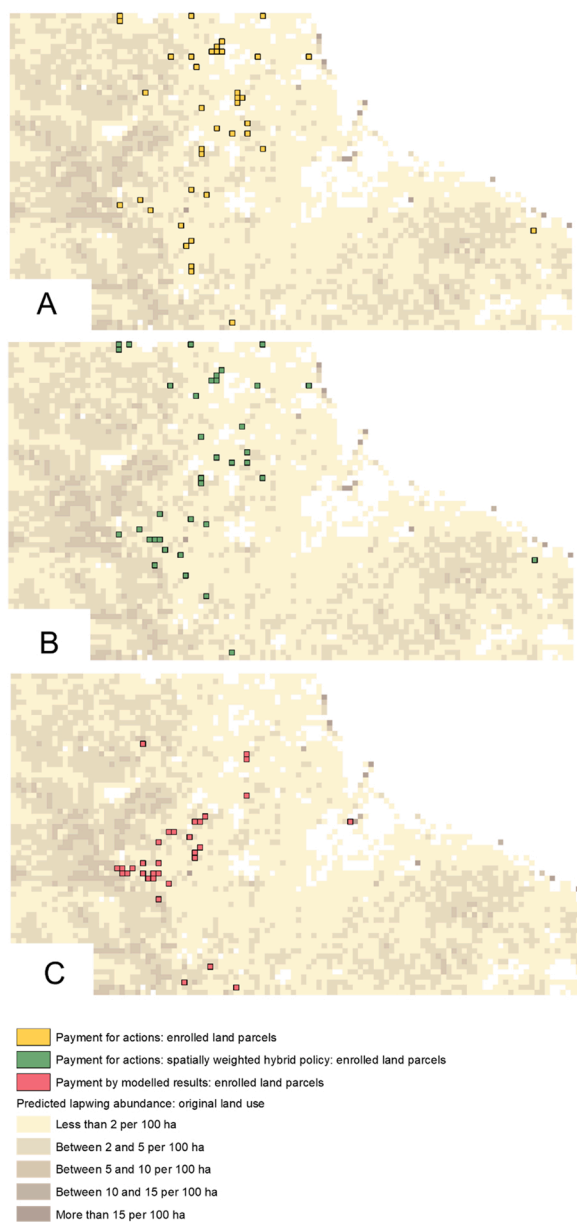 A
B
C
Payment for actions: enrolled land parcels
Payment for actions: spatially weighted hybrid policy: enrolled land parcels
Payment by modelled results: enrolled land parcels
Predicted lapwing abundance: original land use
Less than 2 per 100 ha
Between 2 and 5 per 100 ha
Between 5 and 10 per 100 ha
Between 10 and 15 per 100 ha
More than 15 per 100 ha